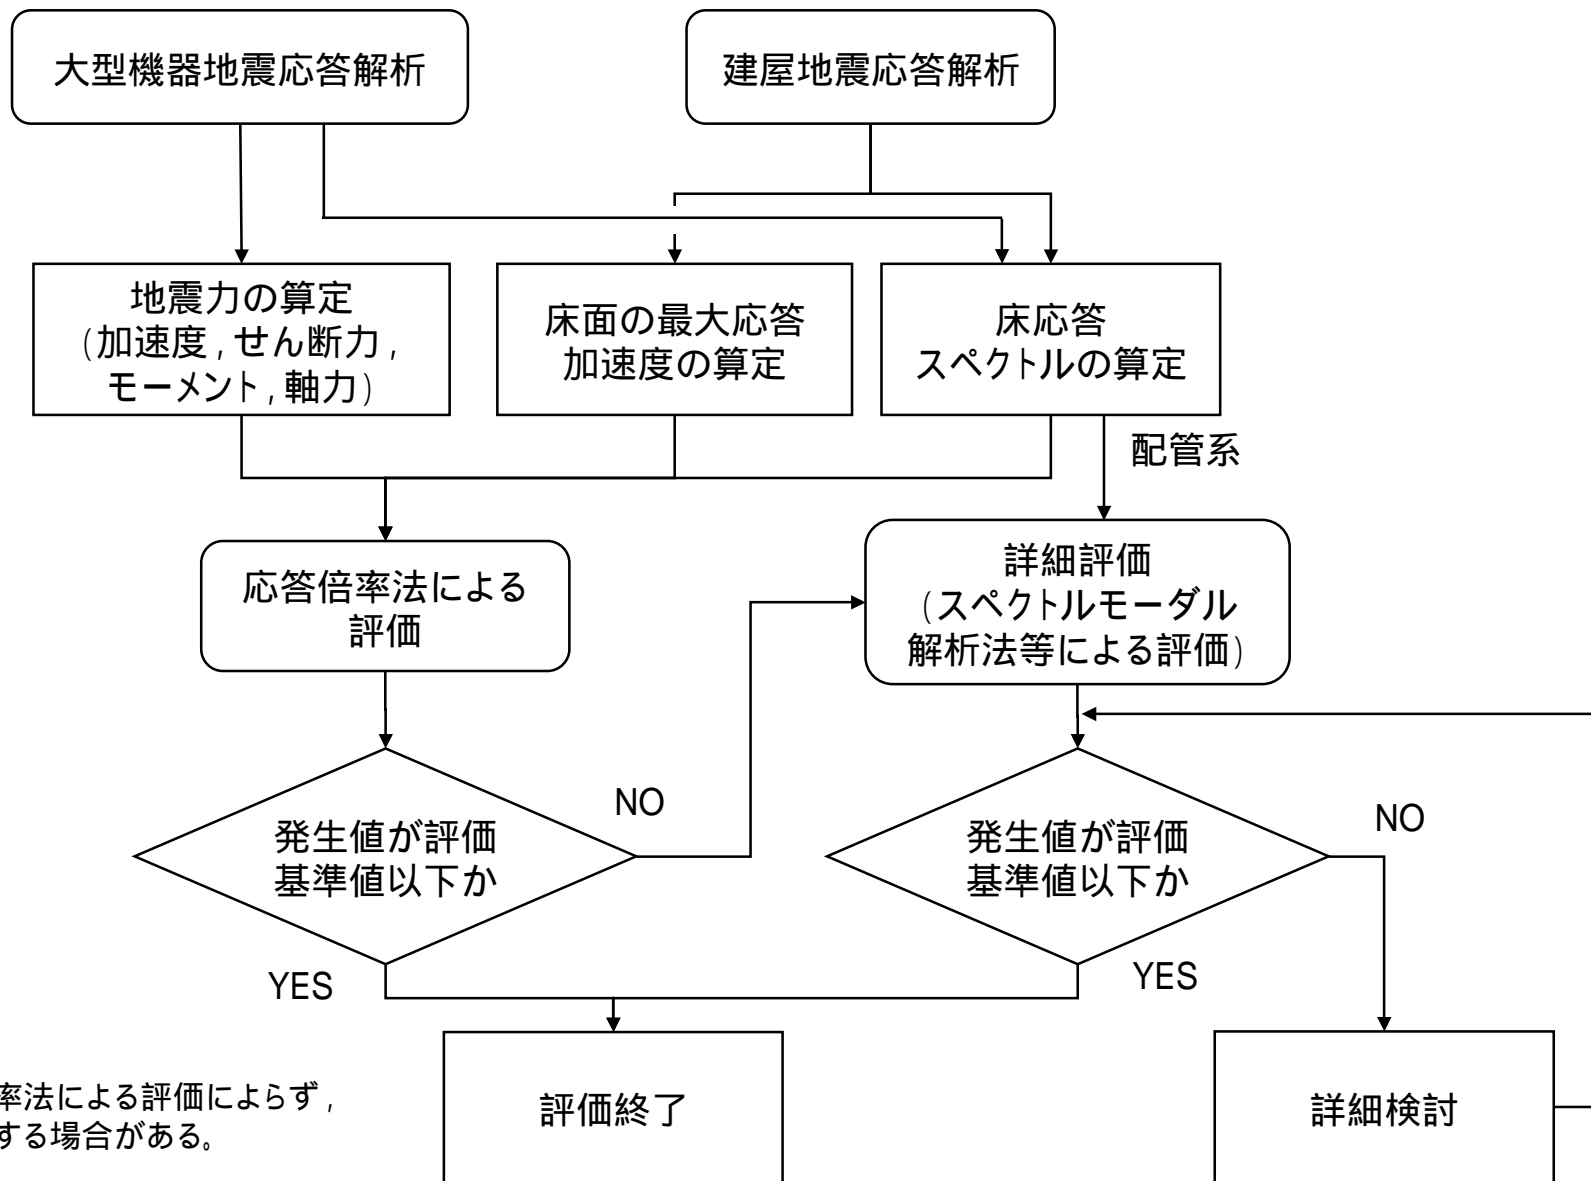 大型機器地震応答解析
建屋地震応答解析
地震力の算定
(加速度,せん断力,
モーメント,軸力)
床面の最大応答
加速度の算定
床応答
スペクトルの算定
配管系
応答倍率法による
評価
詳細評価
(スペクトルモーダル
解析法等による評価)
発生値が評価
基準値以下か
NO
発生値が評価
基準値以下か
NO
YES
YES
率法による評価によらず,
する場合がある。
評価終了
詳細検討